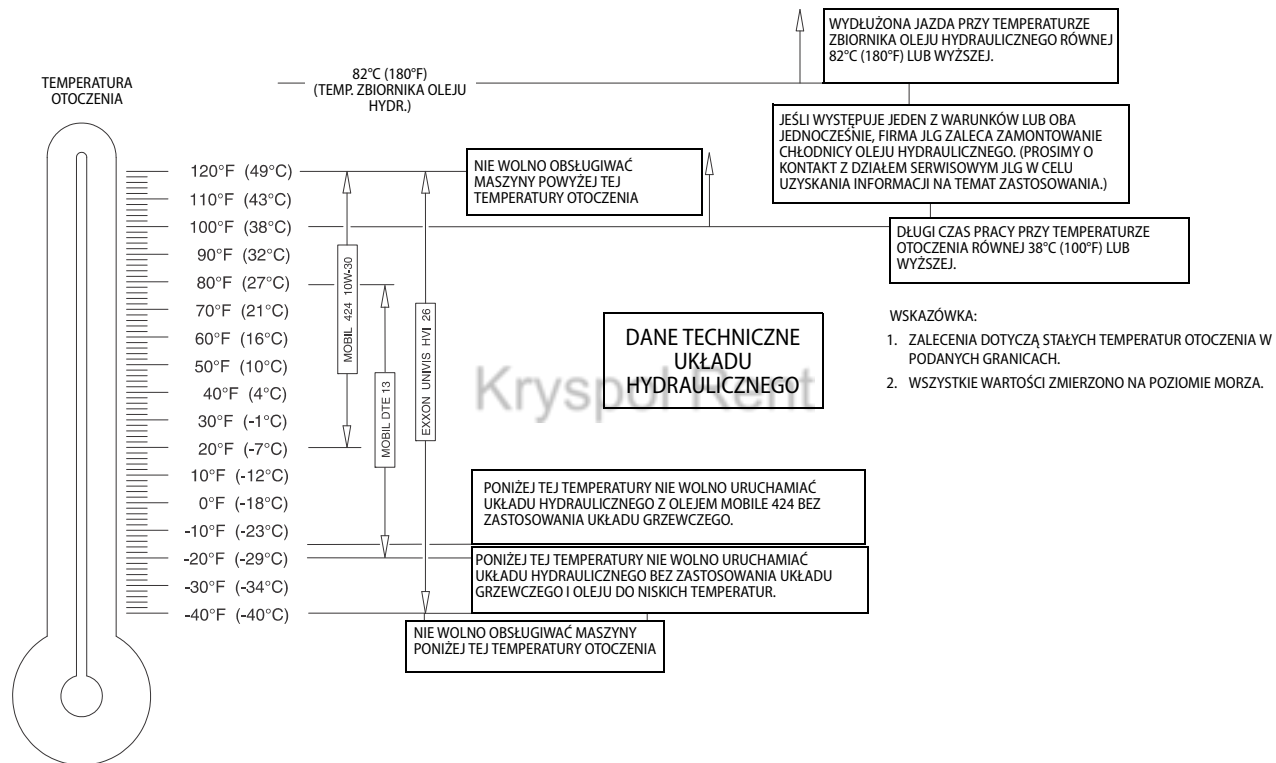 TEMPERATURA
OTOCZENIA
82°C (180°F)
(TEMP. ZBIORNIKA OLEJU
HYDR.)
WYDŁUŻONA JAZDA PRZY TEMPERATURZE
ZBIORNIKA OLEJU HYDRAULICZNEGO RÓWNEJ
82°C (180°F) LUB WYŻSZEJ.
JEŚLI WYSTĘPUJE JEDEN Z WARUNKÓW LUB OBA
JEDNOCZEŚNIE, FIRMA JLG ZALECA ZAMONTOWANIE
CHŁODNICY OLEJU HYDRAULICZNEGO. (PROSIMY O
KONTAKT Z DZIAŁEM SERWISOWYM JLG W CELU
UZYSKANIA INFORMACJI NA TEMAT ZASTOSOWANIA.)
NIE WOLNO OBSŁUGIWAĆ
MASZYNY POWYŻEJ TEJ
TEMPERATURY OTOCZENIA
DŁUGI CZAS PRACY PRZY TEMPERATURZE
OTOCZENIA RÓWNEJ 38°C (100°F) LUB
WYŻSZEJ.
120°F (49°C)
110°F (43°C)
100°F (38°C)
90°F (32°C)
80°F (27°C)
70°F (21°C)
60°F (16°C)
50°F (10°C)
40°F (4°C)
30°F (-1°C)
20°F (-7°C)
10°F (-12°C)
0°F (-18°C)
-10°F (-23°C)
-20°F (-29°C)
-30°F (-34°C)
-40°F (-40°C)
MOBIL 424 10W-30
MOBIL DTE 13
EXXON UNIVIS HVI 26
DANE TECHNICZNE
UKŁADU
HYDRAULICZNEGO
Kryspol Rent
WSKAZÓWKA:
1. ZALECENIA DOTYCZĄ STAŁYCH TEMPERATUR OTOCZENIA W
PODANYCH GRANICACH.
2. WSZYSTKIE WARTOŚCI ZMIERZONO NA POZIOMIE MORZA.
PONIŻEJ TEJ TEMPERATURY NIE WOLNO URUCHAMIAĆ
UKŁADU HYDRAULICZNEGO Z OLEJEM MOBILE 424 BEZ
ZASTOSOWANIA UKŁADU GRZEWCZEGO.
PONIŻEJ TEJ TEMPERATURY NIE WOLNO URUCHAMIAĆ
UKŁADU HYDRAULICZNEGO BEZ ZASTOSOWANIA UKŁADU
GRZEWCZEGO I OLEJU DO NISKICH TEMPERATUR.
NIE WOLNO OBSŁUGIWAĆ MASZYNY
PONIŻEJ TEJ TEMPERATURY OTOCZENIA